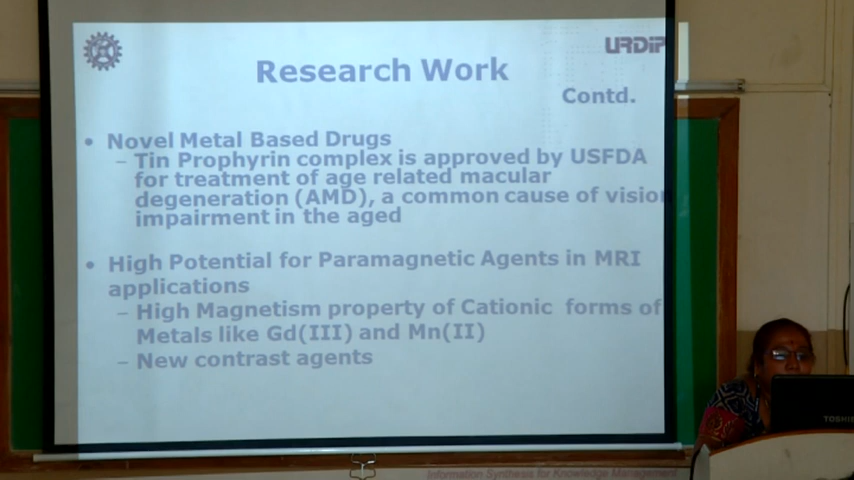 URDIP
Research Work
Contd.
• Novel Metal Based Drugs
– Tin Prophyrin complex is approved by USFDA
for treatment of age related macular
degeneration (AMD), a common cause of vision
impairment in the aged
• High Potential for Paramagnetic Agents in MRI
applications
– High Magnetism property of Cationic forms of
Metals like Gd(III) and Mn(II)
– New contrast agents
TOSHIB
Information Synthesis for Knowledge Management